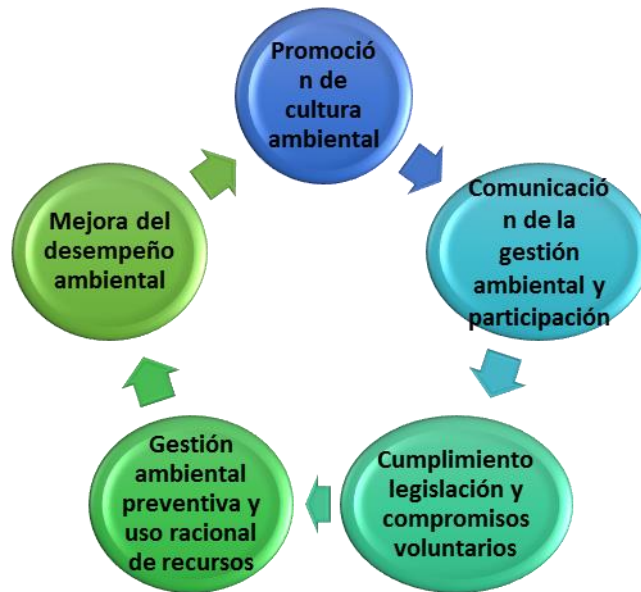 Promoció
n de
cultura
ambiental
Comunicació
n de la
gestión
ambiental y
participación
Cumplimiento
legislación y
compromisos
voluntarios
Gestión
ambiental
preventiva y
uso racional
de recursos
Mejora del
desempeño
ambiental